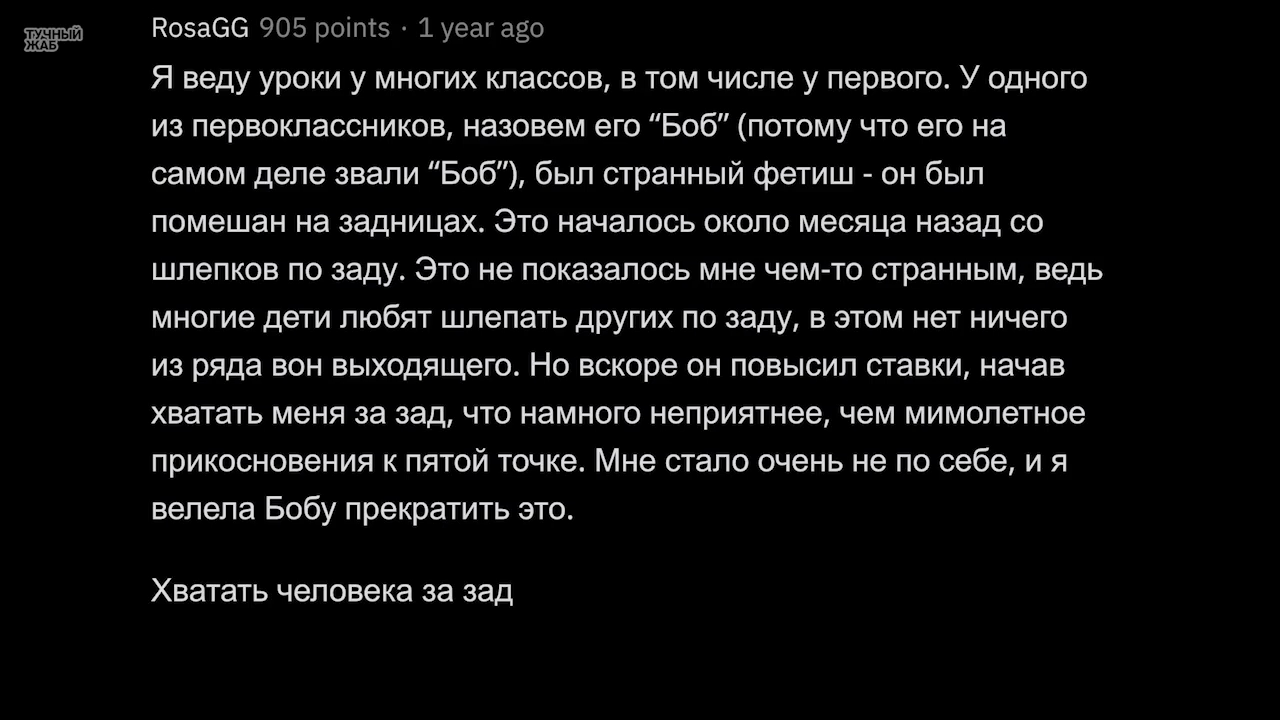 ТУЧНЫЙ
ЖАБ
RosaGG 905 points · 1 year ago
Я веду уроки у многих классов, в том числе у первого. У одного
из первоклассников, назовем его “Боб” (потому что его на
самом деле звали “Боб”), был странный фетиш - он был
помешан на задницах. Это началось около месяца назад со
шлепков по заду. Это не показалось мне чем-то странным, ведь
многие дети любят шлепать других по заду, в этом нет ничего
из ряда вон выходящего. Но вскоре он повысил ставки, начав
хватать меня за зад, что намного неприятнее, чем мимолетное
прикосновения к пятой точке. Мне стало очень не по себе, и я
велела Бобу прекратить это.
Хватать человека за зад